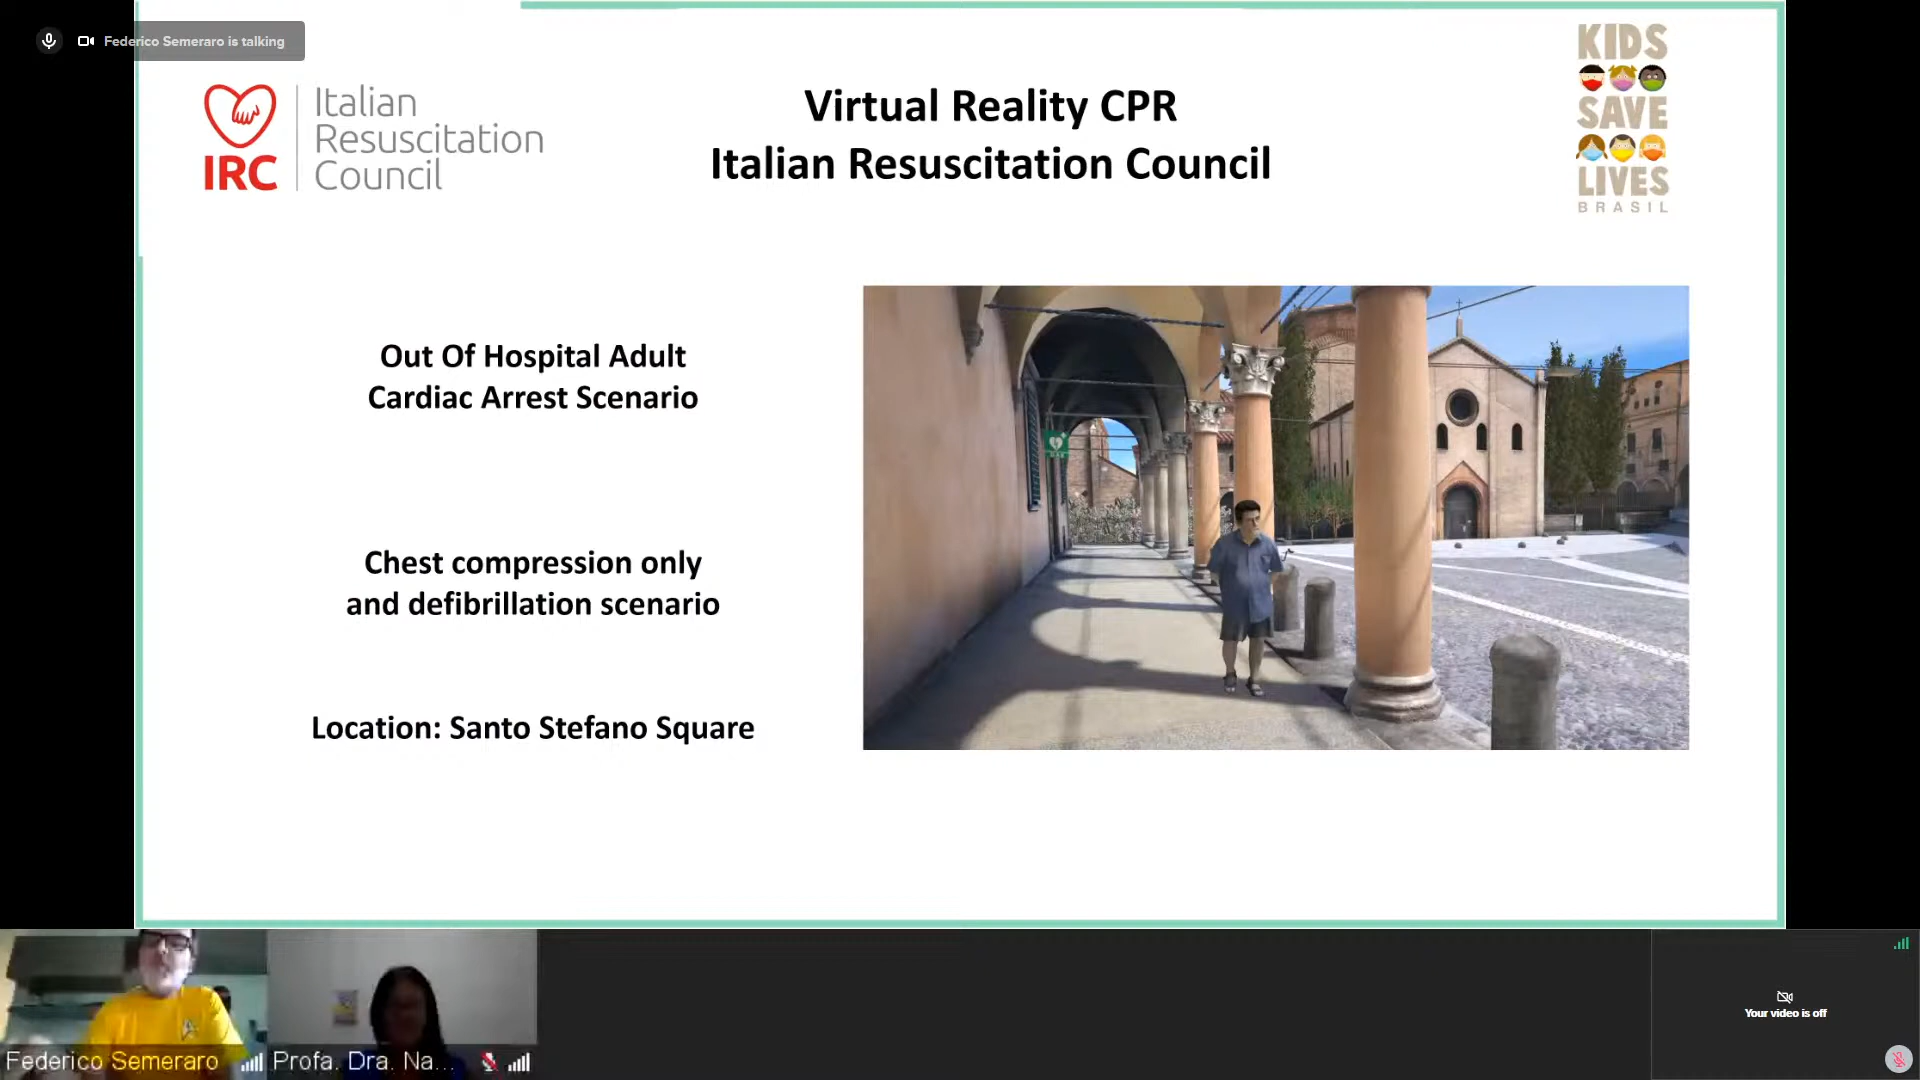 Federico Semeraro is talking
Italian
Resuscitation
Council
IRC
Virtual Reality CPR
Italian Resuscitation Council
KIDS
SAVE
LIVES
BRASIL
Out Of Hospital Adult
Cardiac Arrest Scenario
Chest compression only
and defibrillation scenario
Location: Santo Stefano Square
Federico Semeraro
Profa. Dra. Na...
Your video is off